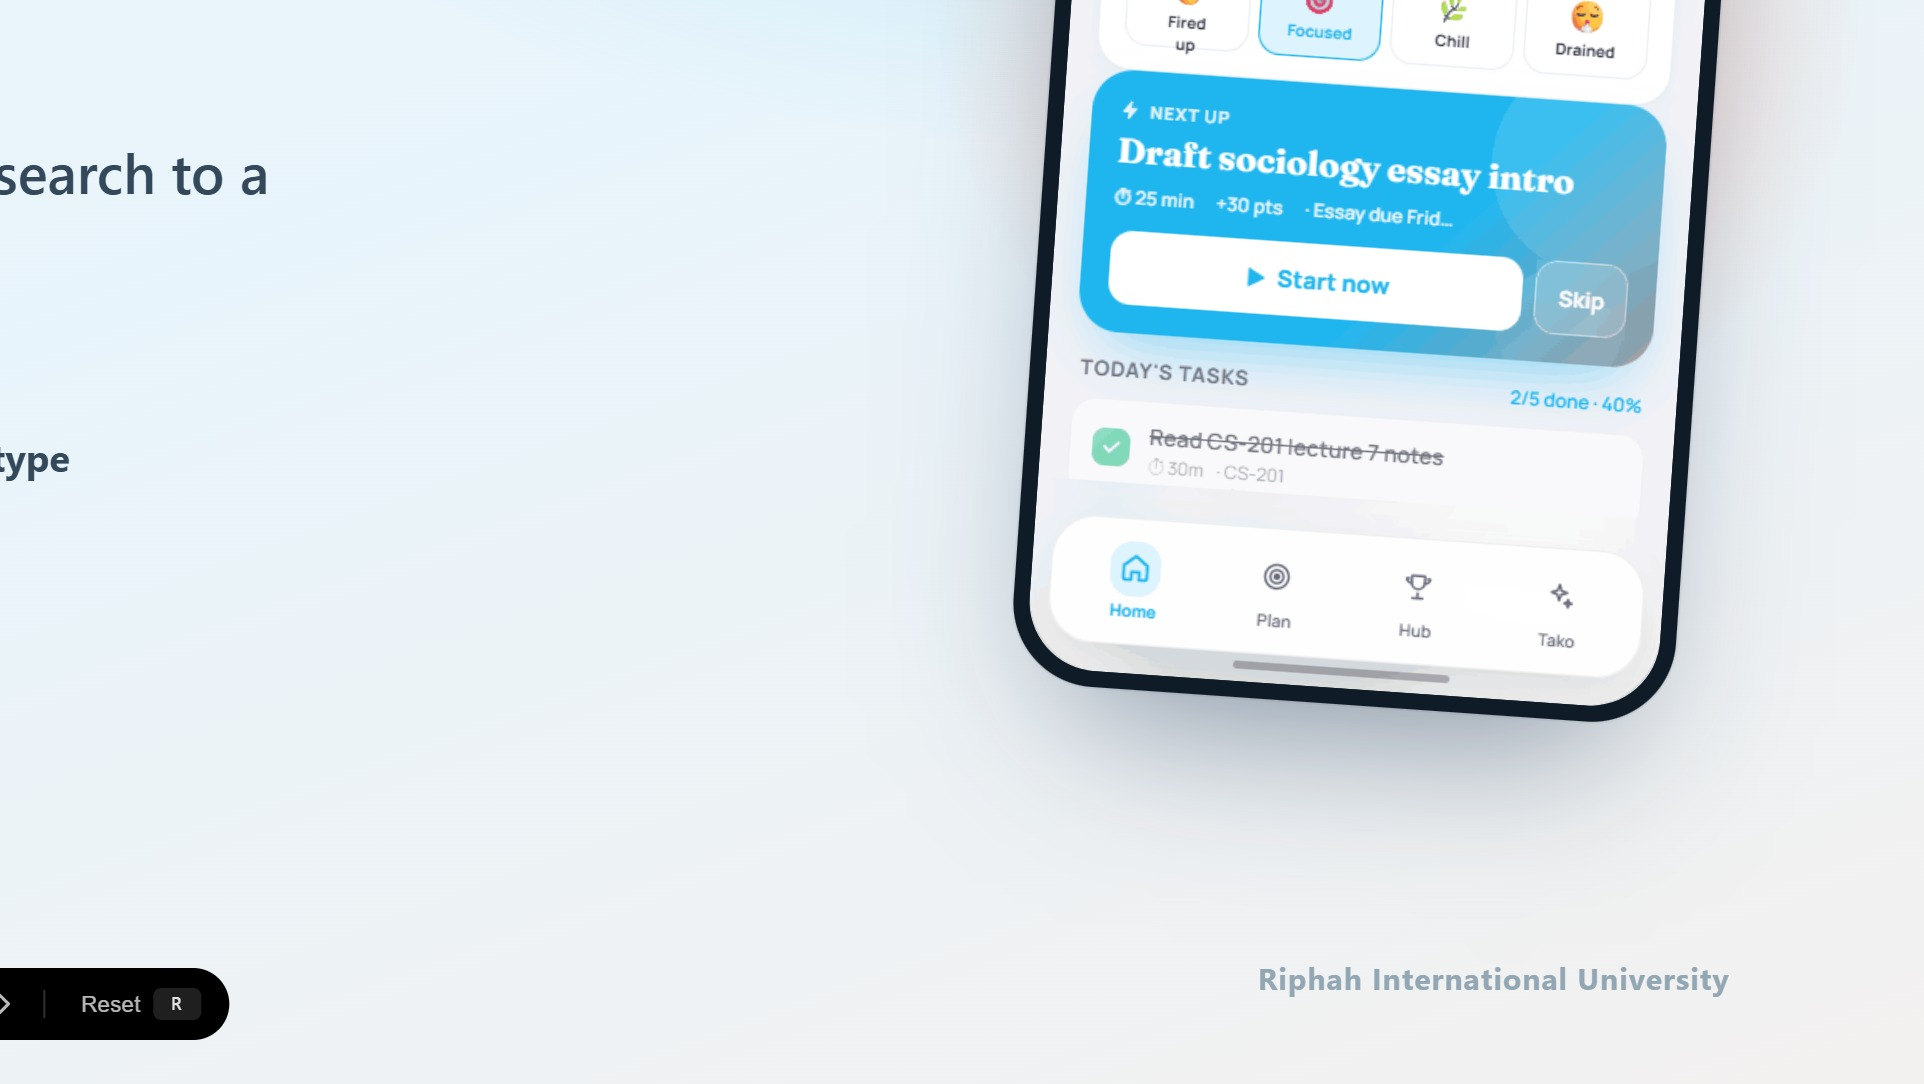 search to a
type
Fired
up
Focused
Chill
Drained
NEXT UP
Draft sociology essay intro
25 min +30 pts · Essay due Frid...
Start now
Skip
TODAY'S TASKS
2/5 done · 40%
Read CS-201 lecture 7 notes
30m · CS-201
Home
Plan
Hub
Tako
Reset R
Riphah International University